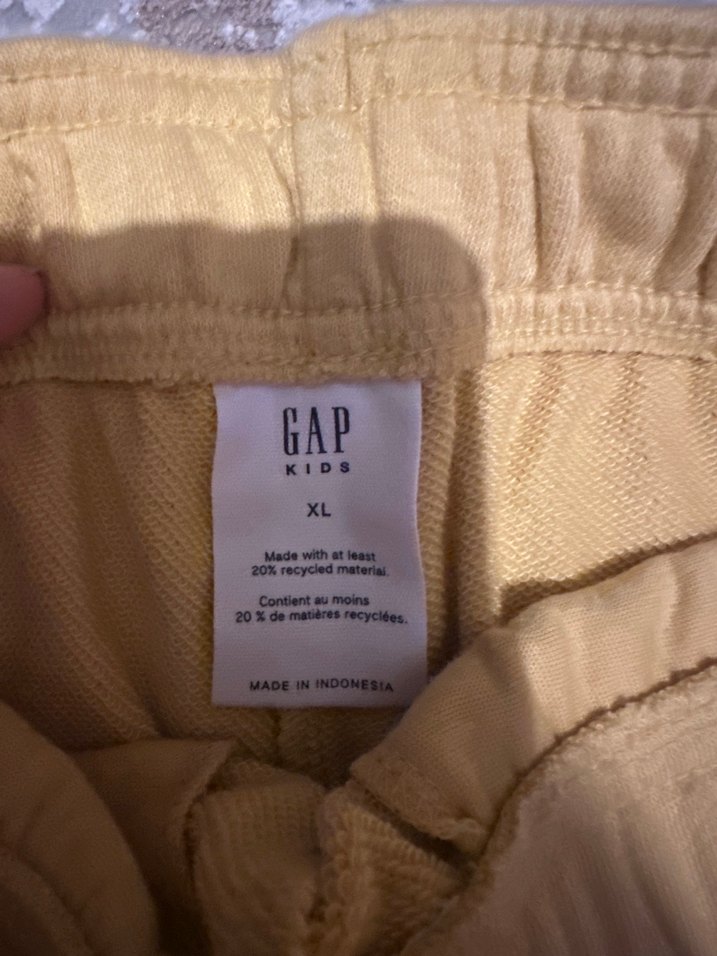 GAP
KIDS
XL
Made with at least
20% recycled material.
Contient au moins
20 % de matières recyclées.
MADE IN INDONESIA